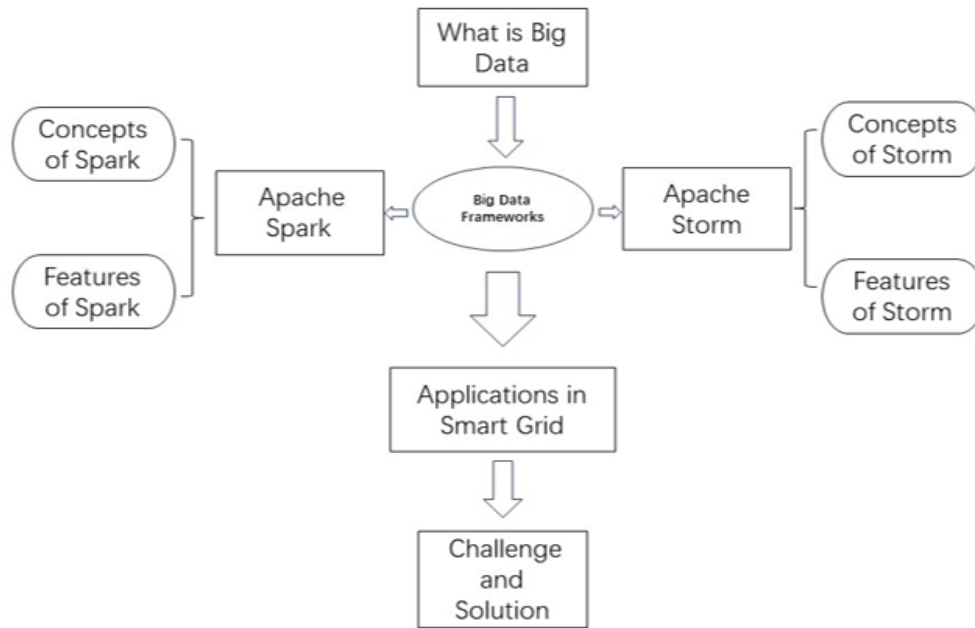 What is Big
Data
Concepts
of Spark
Concepts
of Storm
Apache
Spark
Big Data
Frameworks
Apache
Storm
Features
of Spark
Features
of Storm
Applications in
Smart Grid
Challenge
and
Solution